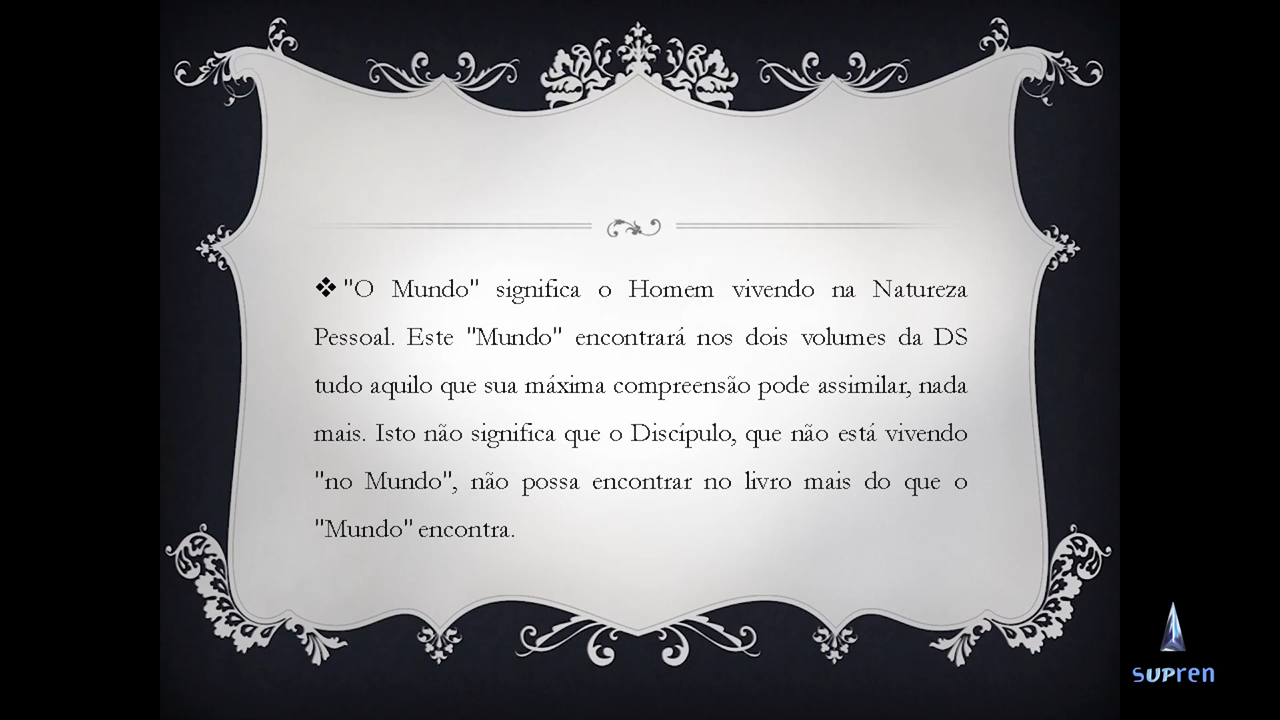 ❖ "O Mundo" significa o Homem vivendo na Natureza
Pessoal. Este "Mundo" encontrará nos dois volumes da DS
tudo aquilo que sua máxima compreensão pode assimilar, nada
mais. Isto não significa que o Discípulo, que não está vivendo
"no Mundo", não possa encontrar no livro mais do que o
"Mundo" encontra.
supren